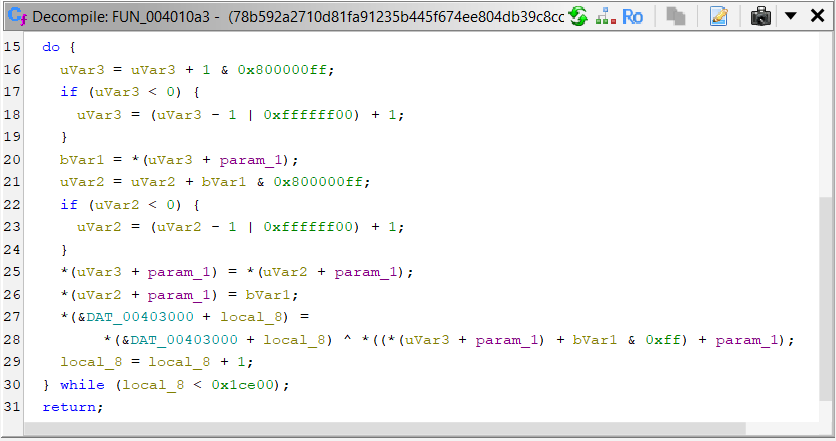 Decompile: FUN_004010a3 - (78b592a2710d81fa91235b445f674ee804db39c8cc
Ro
15 do {
16 uVar3 = uVar3 + 1 & 0x800000ff;
17 if (uVar3 < 0) {
18 uVar3 = (uVar3 - 1 | 0xffffff00) + 1;
19 }
20 bVar1 = *(uVar3 + param_1);
21 uVar2 = uVar2 + bVar1 & 0x800000ff;
22 if (uVar2 < 0) {
23 uVar2 = (uVar2 - 1 | 0xffffff00) + 1;
24 }
25 *(uVar3 + param_1) = *(uVar2 + param_1);
26 *(uVar2 + param_1) = bVar1;
27 *(&DAT_00403000 + local_8) =
28 *(&DAT_00403000 + local_8) ^ *((*(uVar3 + param_1) + bVar1 & 0xff) + param_1);
29 local_8 = local_8 + 1;
30 } while (local_8 < 0x1ce00);
31 return;